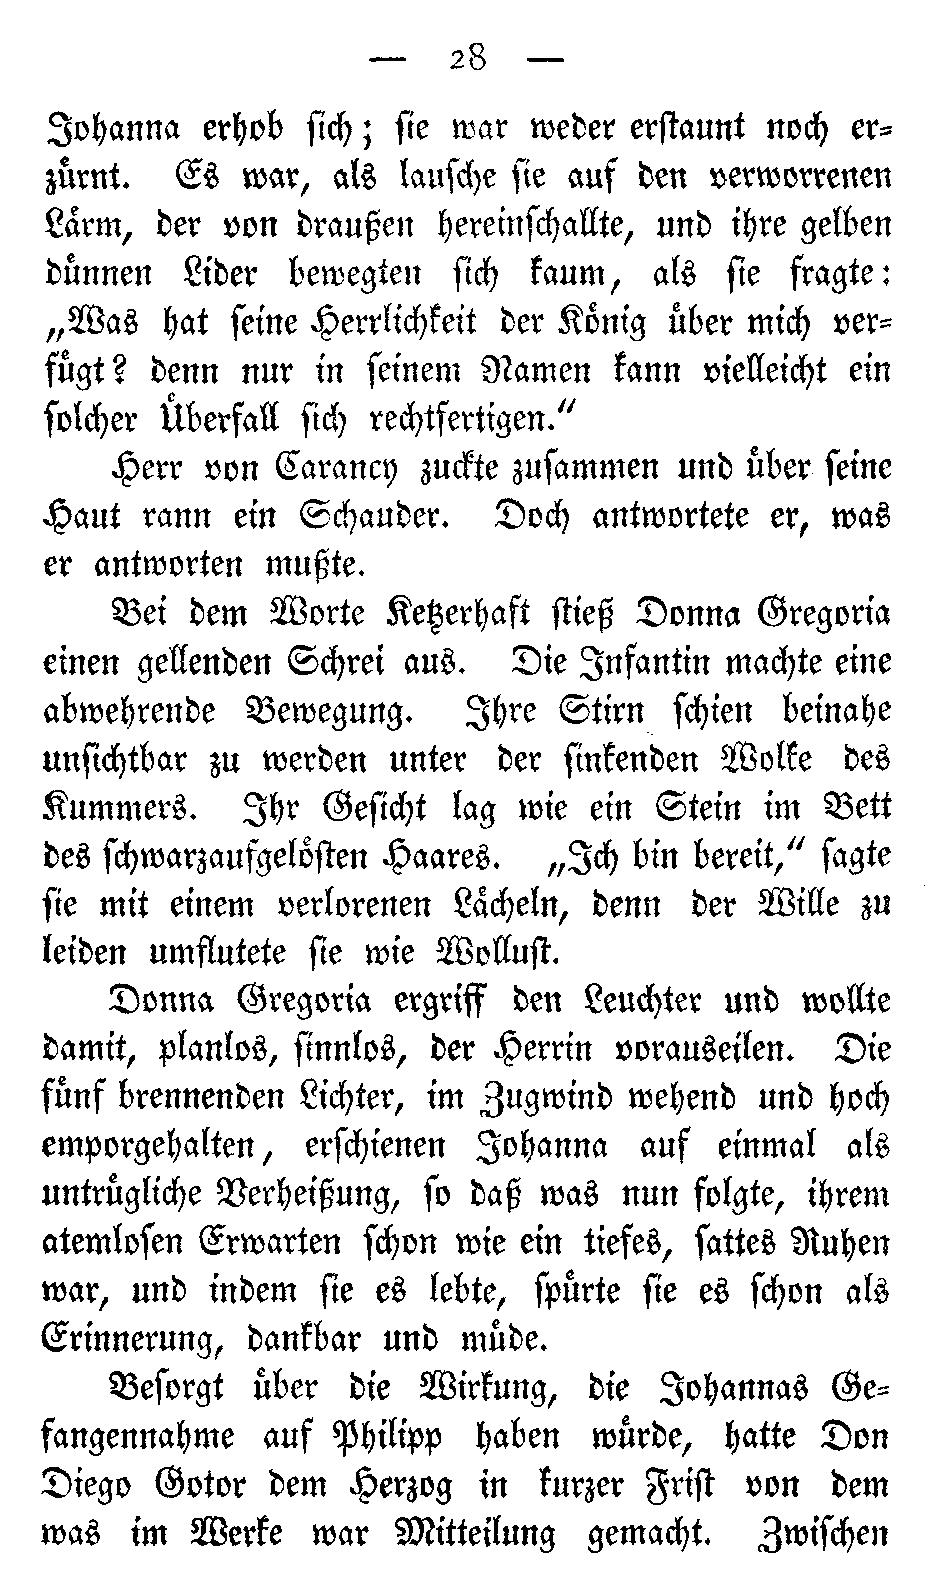 — 28 —
Johanna erhob sich; sie war weder erstaunt noch er=
zürnt. Es war, als lausche sie auf den verworrenen
Lärm, der von draußen hereinschallte, und ihre gelben
dünnen Lider bewegten sich kaum, als sie fragte:
„Was hat seine Herrlichkeit der König über mich ver=
fügt? denn nur in seinem Namen kann vielleicht ein
solcher Überfall sich rechtfertigen.“
Herr von Carancy zuckte zusammen und über seine
Haut rann ein Schauder. Doch antwortete er, was
er antworten mußte.
Bei dem Worte Ketzerhaft stieß Donna Gregoria
einen gellenden Schrei aus. Die Infantin machte eine
abwehrende Bewegung. Ihre Stirn schien beinahe
unsichtbar zu werden unter der sinkenden Wolke des
Kummers. Ihr Gesicht lag wie ein Stein im Bett
des schwarzaufgelösten Haares. „Ich bin bereit,“ sagte
sie mit einem verlorenen Lächeln, denn der Wille zu
leiden umflutete sie wie Wollust.
Donna Gregoria ergriff den Leuchter und wollte
damit, planlos, sinnlos, der Herrin vorauseilen. Die
fünf brennenden Lichter, im Zugwind wehend und hoch
emporgehalten, erschienen Johanna auf einmal als
untrügliche Verheißung, so daß was nun folgte, ihrem
atemlosen Erwarten schon wie ein tiefes, sattes Ruhen
war, und indem sie es lebte, spürte sie es schon als
Erinnerung, dankbar und müde.
Besorgt über die Wirkung, die Johannas Ge=
fangennahme auf Philipp haben würde, hatte Don
Diego Gotor dem Herzog in kurzer Frist von dem
was im Werke war Mitteilung gemacht. Zwischen